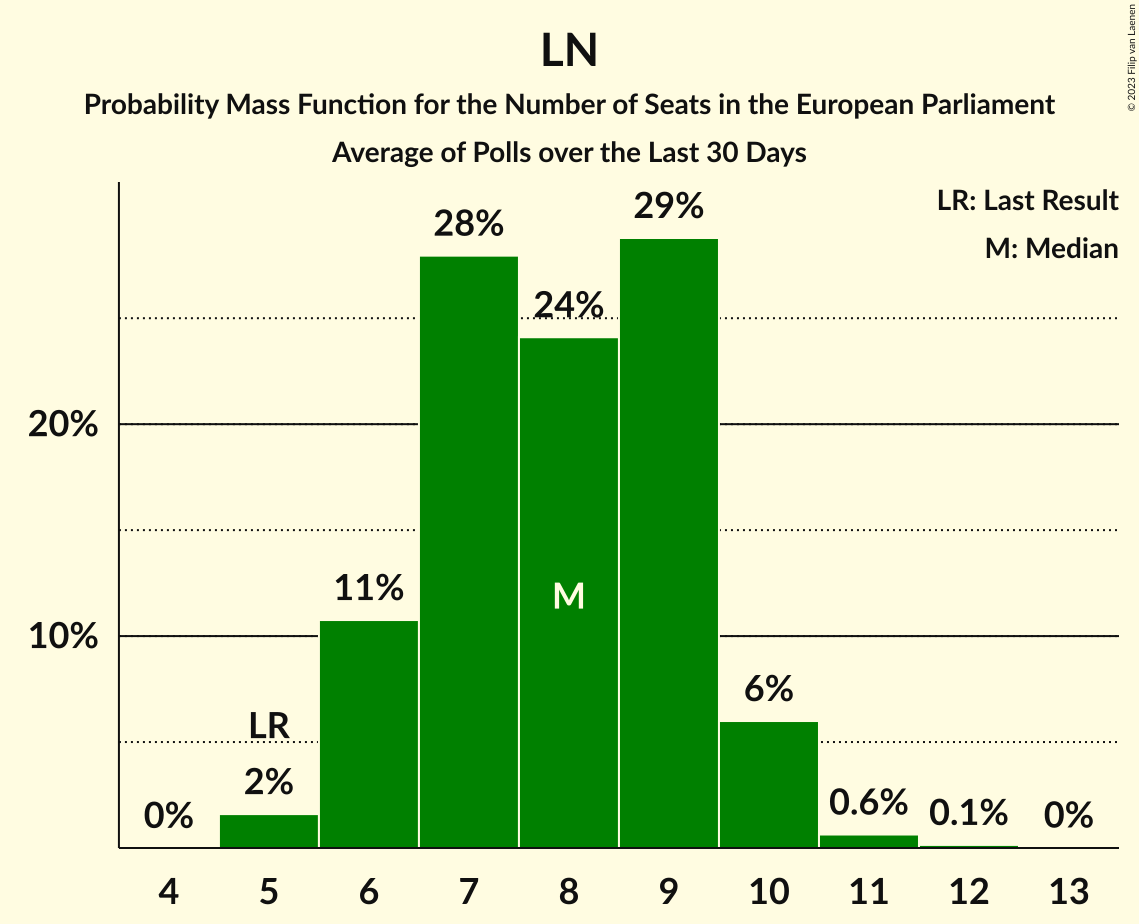 LN
Probability Mass Function for the Number of Seats in the European Parliament
Average of Polls over the Last 30 Days
© 2023 Filip van Laenen
LR: Last Result
M: Median
28%
29%
24%
20%
11%
M
10%
6%
LR
2%
0%
0.6%
0.1%
0%
4 5 6 7 8 9 10 11 12 13